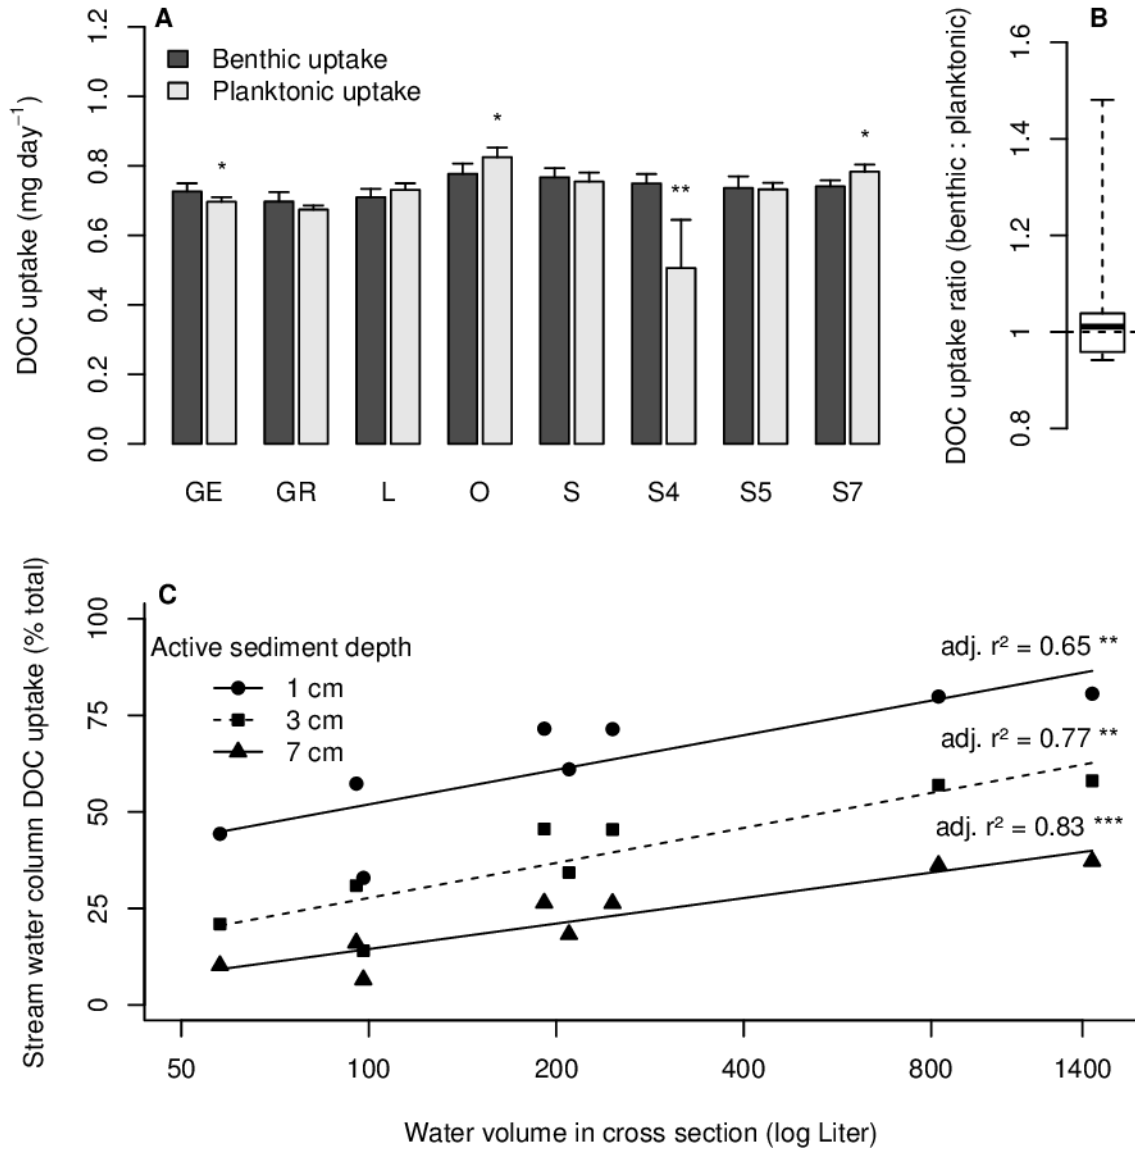 A
DOC uptake (mg day⁻¹)
1.2
1.0
0.8
0.6
0.4
0.2
0.0
Benthic uptake
Planktonic uptake
*
*
**
*
GE GR L O S S4 S5 S7
B
DOC uptake ratio (benthic : planktonic)
1.6
1.4
1.2
1
0.8
C
Stream water column DOC uptake (% total)
100
75
50
25
0
Active sediment depth
1 cm
3 cm
7 cm
adj. r² = 0.65 **
adj. r² = 0.77 **
adj. r² = 0.83 ***
50 100 200 400 800 1400
Water volume in cross section (log Liter)